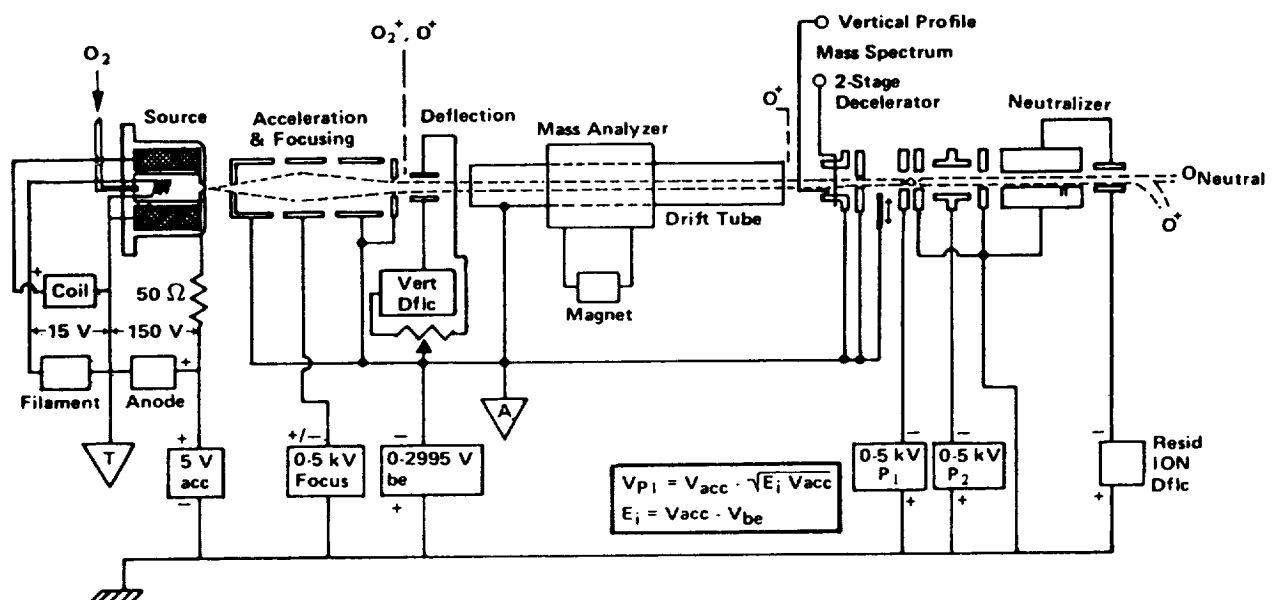 O2
Source
Acceleration
& Focusing
O2+, O+
Deflection
Mass Analyzer
Drift Tube
Magnet
O+
Vertical Profile
Mass Spectrum
2-Stage
Decelerator
Neutralizer
O Neutral
O+
+
Coil
50 Ω
15 V
150 V
Filament
Anode
+
T
+
5 V
acc
−
+/−
0-5 kV
Focus
Vert
Dflc
−
0-2995 V
be
+
A
VP1 = Vacc · √Ei Vacc
Ei = Vacc · Vbe
−
0-5 kV
P1
+
−
0-5 kV
P2
+
−
Resid
ION
Dflc
+